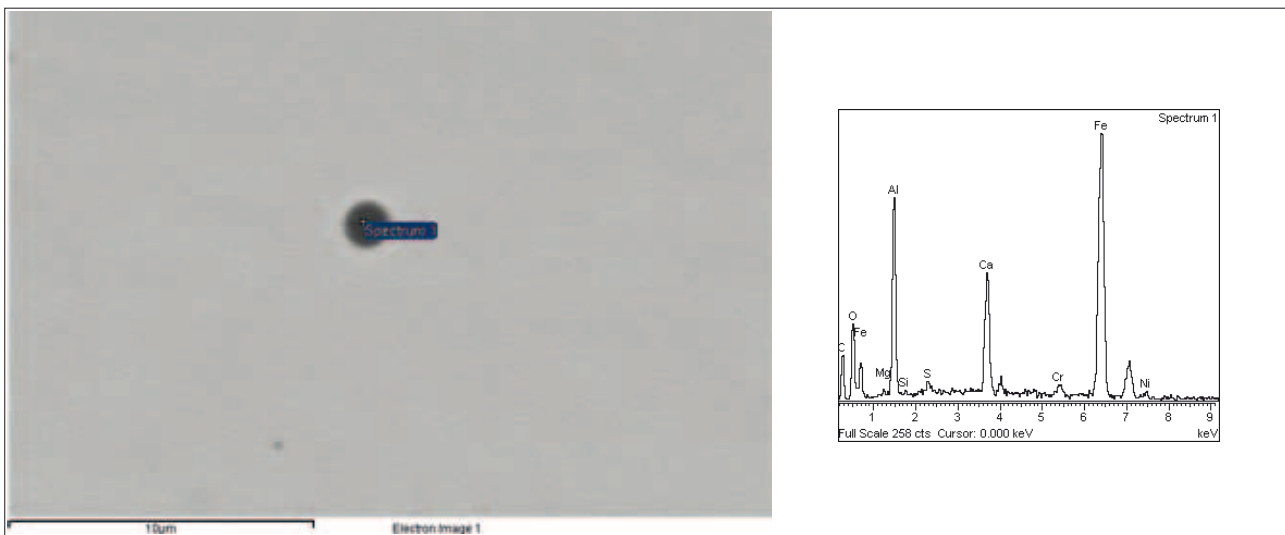 Spectrum 1
10µm
Electron Image 1
Spectrum 1
Fe
Al
Ca
O
Fe
C
Mg
Si
S
Cr
Ni
1 2 3 4 5 6 7 8 9
Full Scale 258 cts Cursor: 0.000 keV
keV